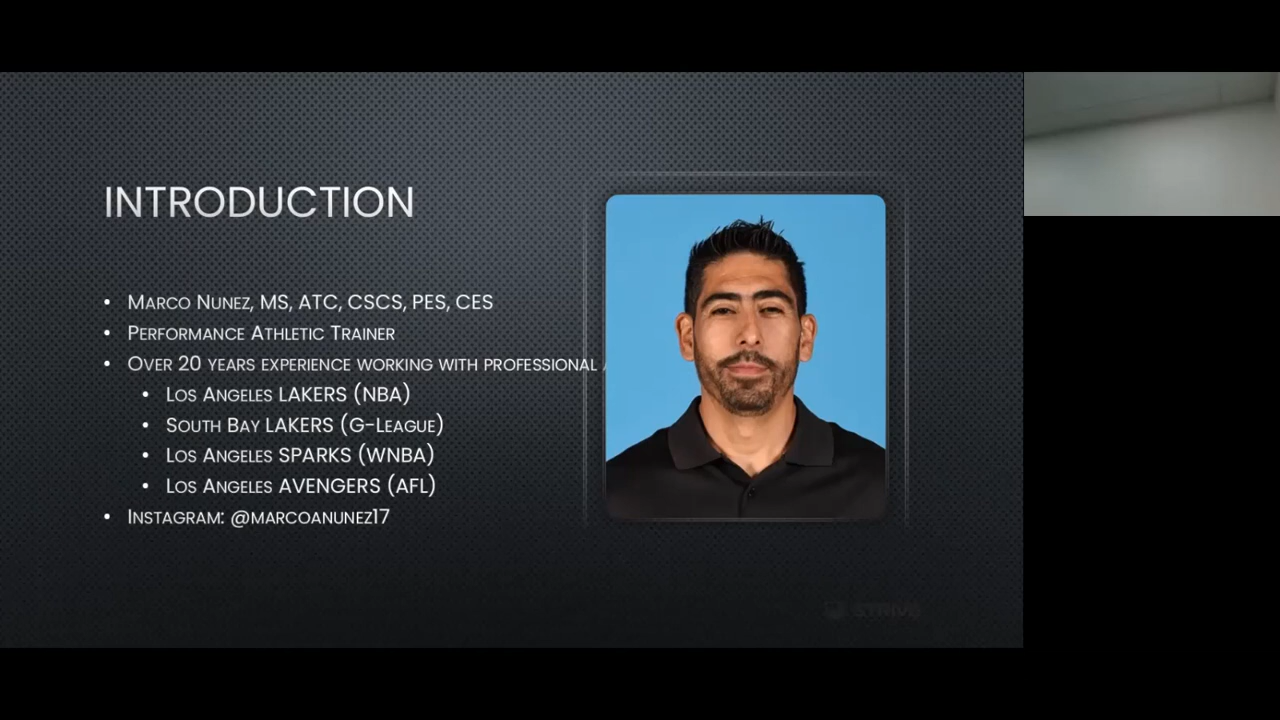 INTRODUCTION
• Marco Nunez, MS, ATC, CSCS, PES, CES
• Performance Athletic Trainer
• Over 20 years experience working with professional
• Los Angeles LAKERS (NBA)
• South Bay LAKERS (G-League)
• Los Angeles SPARKS (WNBA)
• Los Angeles AVENGERS (AFL)
• Instagram: @marcoanunez17